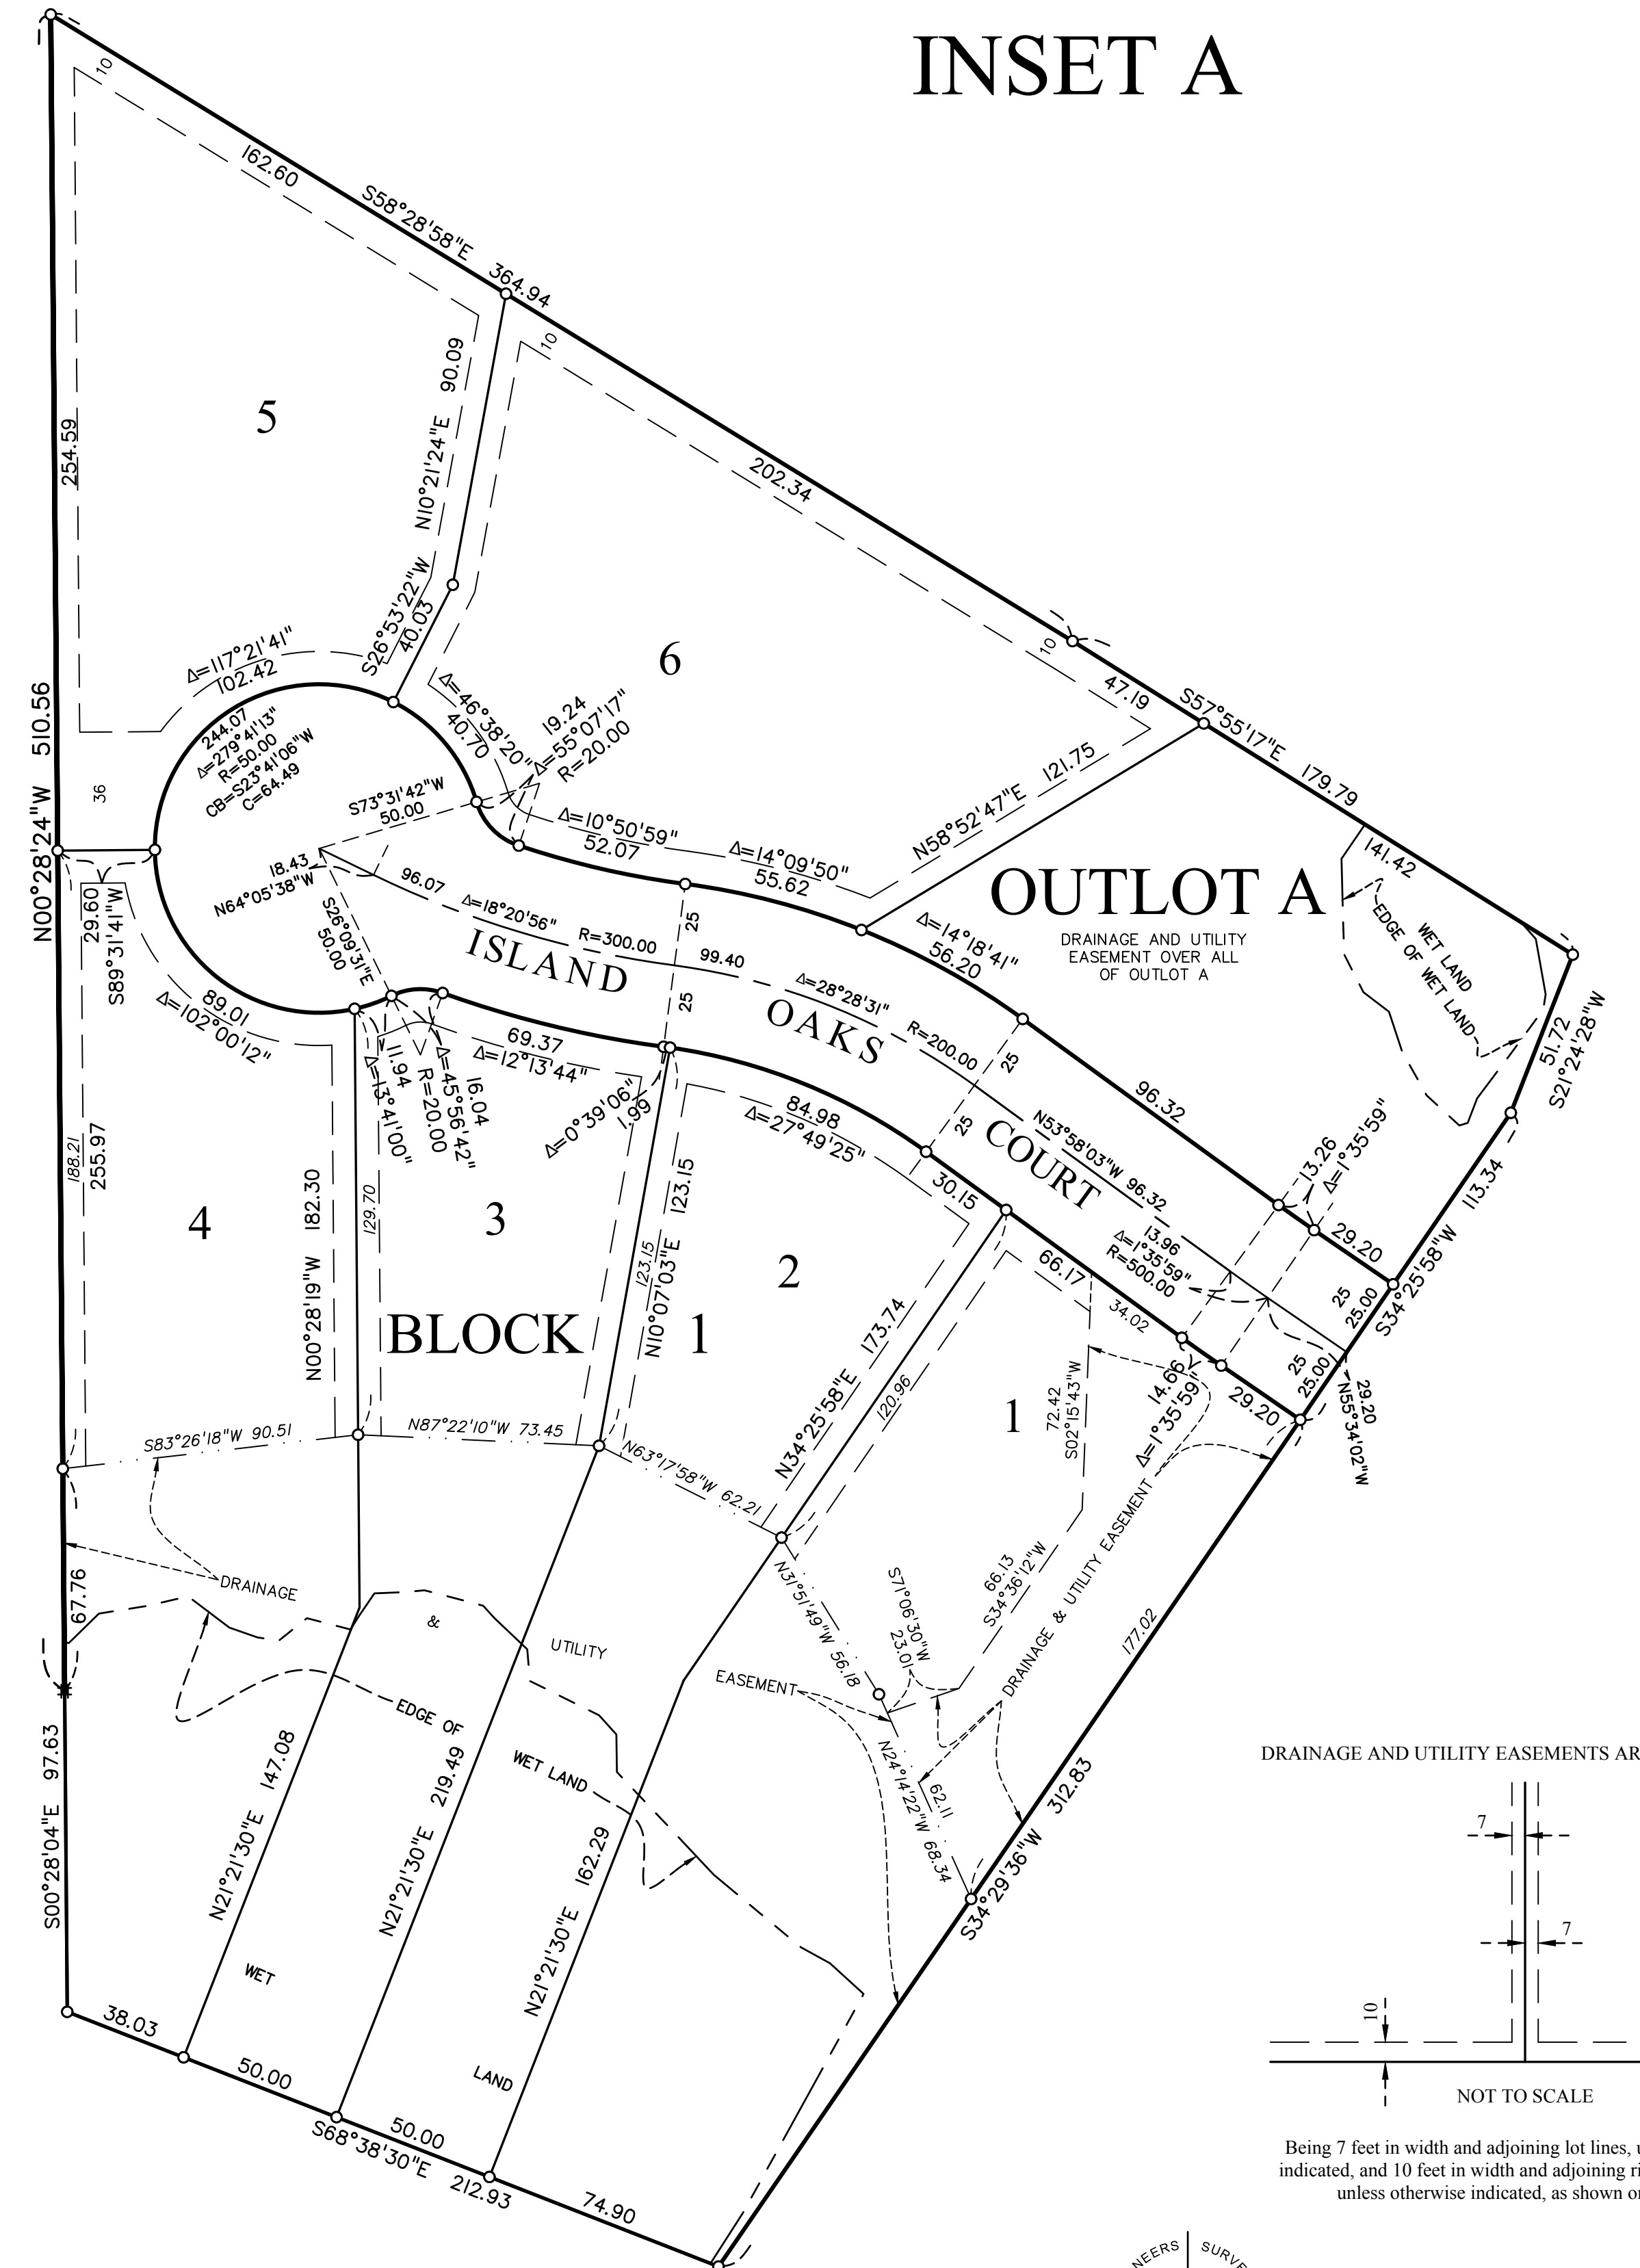 INSET A
10
162.60
S58°28'58"E
364.94
10
5
254.59
N10°21'24"E 90.09
202.34
S26°53'22"W
40.03
6
10
47.19
S57°55'17"E
179.79
141.42
Δ=117°21'41"
102.42
Δ=46°38'20"
40.70
19.24
Δ=55°07'17"
R=20.00
N00°28'24"W 510.56
244.07
Δ=279°41'13"
R=50.00
CB=S23°41'06"W
C=64.49
36
S73°31'42"W
50.00
Δ=10°50'59"
52.07
Δ=14°09'50"
55.62
N58°52'47"E 121.75
OUTLOT A
DRAINAGE AND UTILITY
EASEMENT OVER ALL
OF OUTLOT A
WET LAND
EDGE OF WET LAND
51.72
S21°24'28"W
18.43
N64°05'38"W
96.07
Δ=18°20'56"
R=300.00
99.40
Δ=28°28'31"
R=200.00
25
25
Δ=14°18'41"
56.20
ISLAND
OAKS
COURT
29.60
S89°31'41"W
S26°09'31"E
50.00
89.01
Δ=102°00'12"
11.94
Δ=13°41'00"
R=20.00
16.04
Δ=45°56'42"
69.37
Δ=12°13'44"
Δ=0°39'06"
1.99
84.98
Δ=27°49'25"
25
25
N53°58'03"W 96.32
96.32
13.26
Δ=1°35'59"
113.34
29.20
S34°25'58"W
25
25.00
25
25.00
30.15
66.17
34.02
13.96
Δ=1°35'59"
R=500.00
14.66
Δ=1°35'59"
29.20
29.20
N55°34'02"W
188.21
255.97
4
N00°28'19"W 182.30
129.70
3
123.15
N10°07'03"E 123.15
2
BLOCK 1
N34°25'58"E 173.74
120.96
1
72.42
S02°15'43"W
S83°26'18"W 90.51
N87°22'10"W 73.45
N63°17'58"W 62.21
DRAINAGE
&
UTILITY
EASEMENT
67.76
N31°51'49"W 56.18
S71°06'30"W
23.01
66.13
S34°36'12"W
DRAINAGE & UTILITY EASEMENT
177.02
EDGE OF
WET LAND
N24°14'22"W 68.34
62.11
S34°29'36"W 312.83
S00°28'04"E 97.63
N21°21'30"E 147.08
N21°21'30"E 219.49
N21°21'30"E 162.29
WET
LAND
38.03
50.00
50.00
S68°38'30"E 212.93
74.90
DRAINAGE AND UTILITY EASEMENTS AR
7
7
10
NOT TO SCALE
Being 7 feet in width and adjoining lot lines, u
indicated, and 10 feet in width and adjoining ri
unless otherwise indicated, as shown o
NEERS
SURV